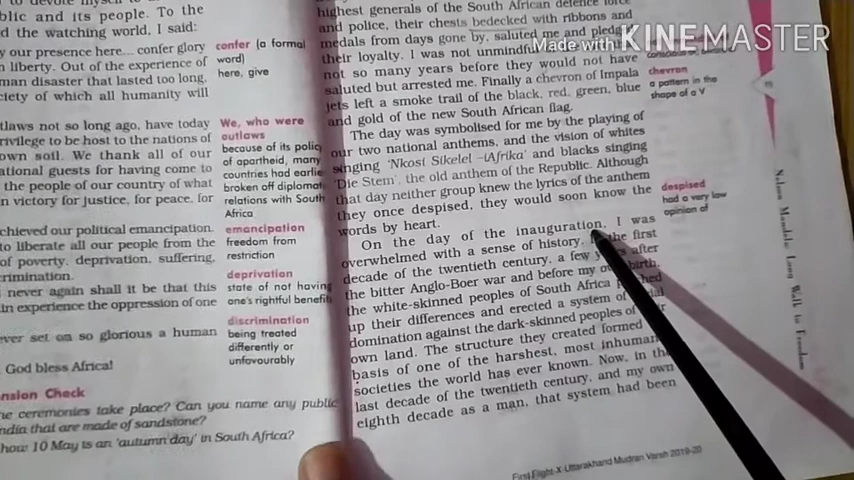 blic and its people. To the
d the watching world, I said:
y our presence here... confer glory
n liberty. Out of the experience of
man disaster that lasted too long,
ciety of which all humanity will
tlaws not so long ago, have today
rivilege to be host to the nations of
own soil. We thank all of our
ational guests for having come to
the people of our country of what
n victory for justice, for peace, for
chieved our political emancipation.
to liberate all our people from the
of poverty, deprivation, suffering,
rimination.
never again shall it be that this
in experience the oppression of one
ever set on so glorious a human
God bless Africa!
nsion Check
he ceremonies take place? Can you name any public
ndia that are made of sandstone?
how 10 May is an 'autumn day' in South Africa?
confer (a formal
word)
here, give
We, who were
outlaws
because of its policy
of apartheid, many
countries had earlie
broken off diplomat
relations with South
Africa
emancipation
freedom from
restriction
deprivation
state of not having
one's rightful benefit
discrimination
being treated
differently or
unfavourably
highest generals of the South African defence force
and police, their chests bedecked with ribbons and
medals from days gone by, saluted me and pledge
their loyalty. I was not unmindful
not so many years before they would not have
saluted but arrested me. Finally a chevron of Impala
jets left a smoke trail of the black, red, green, blue
and gold of the new South African flag.
The day was symbolised for me by the playing of
our two national anthems, and the vision of whites
singing 'Nkosi Sikelel –iAfrika' and blacks singing
'Die Stem', the old anthem of the Republic. Although
that day neither group knew the lyrics of the anthem
they once despised, they would soon know the
words by heart.
On the day of the inauguration, I was
overwhelmed with a sense of history. the first
decade of the twentieth century, a few after
the bitter Anglo-Boer war and before my own birth,
the white-skinned peoples of South Africa
up their differences and erected a system of
domination against the dark-skinned peoples of
own land. The structure they created formed
basis of one of the harshest, most inhuman
societies the world has ever known. Now, in th
last decade of the twentieth century, and my own
eighth decade as a man, that system had been
chevron
a pattern in the
shape of a V
despised
had a very low
opinion of
Nelson Mandela: Long Walk to Freedom
First Flight-X-Uttarakhand Mudran Varsh 2019-20
Made with KINEMASTER